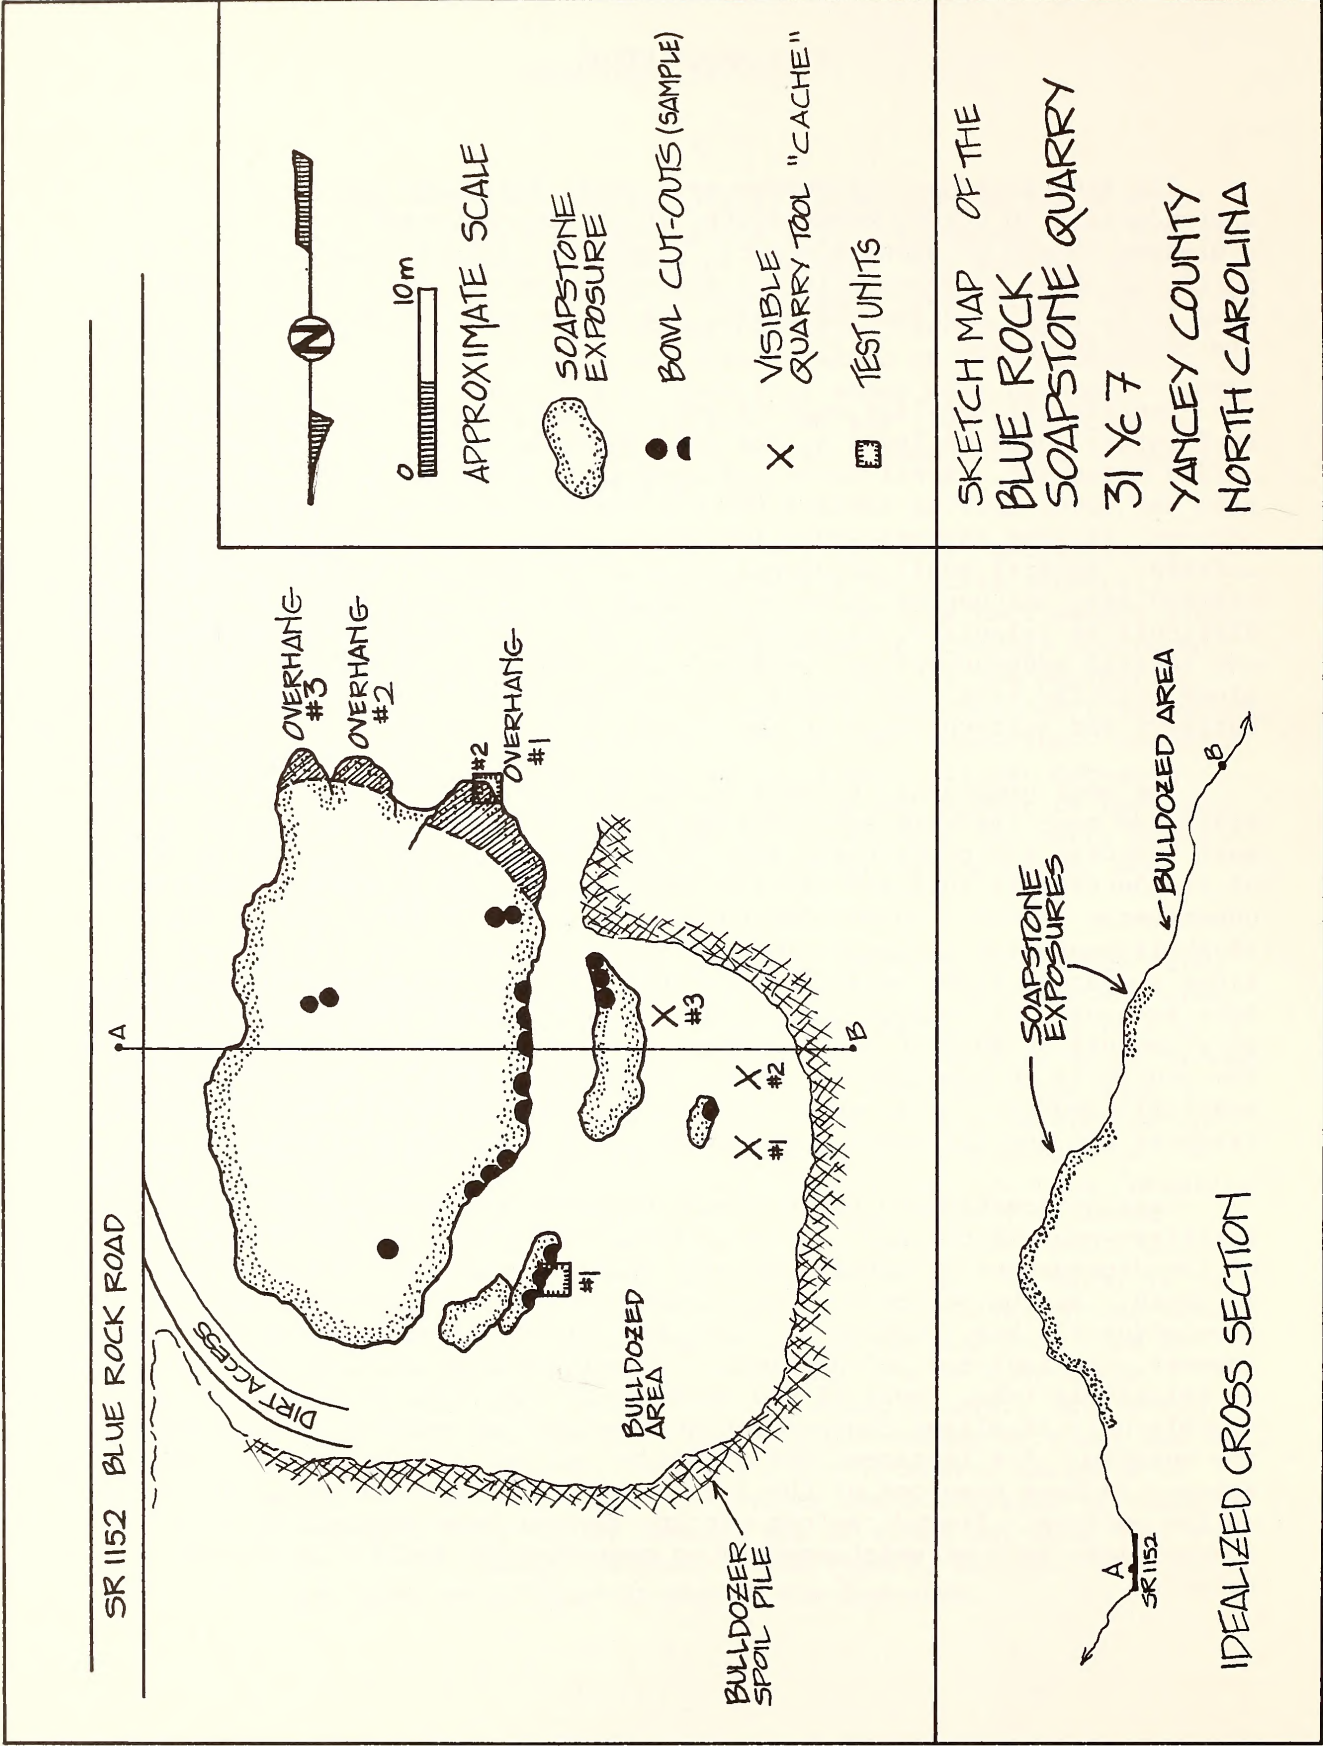 SR 1152 BLUE ROCK ROAD
A
DIRT ACCESS
OVERHANG
#3
OVERHANG
#2
#2
OVERHANG
#1
#1
X
#3
X
#2
X
#1
BULLDOZED
AREA
B
BULLDOZER
SPOIL PILE
N
0 10m
APPROXIMATE SCALE
SOAPSTONE
EXPOSURE
BOWL CUT-OUTS (SAMPLE)
X VISIBLE
QUARRY TOOL "CACHE"
TEST UNITS
SOAPSTONE
EXPOSURES
BULLDOZED AREA
A
SR 1152
B
IDEALIZED CROSS SECTION
SKETCH MAP OF THE
BLUE ROCK
SOAPSTONE QUARRY
31 Yc 7
YANCEY COUNTY
NORTH CAROLINA